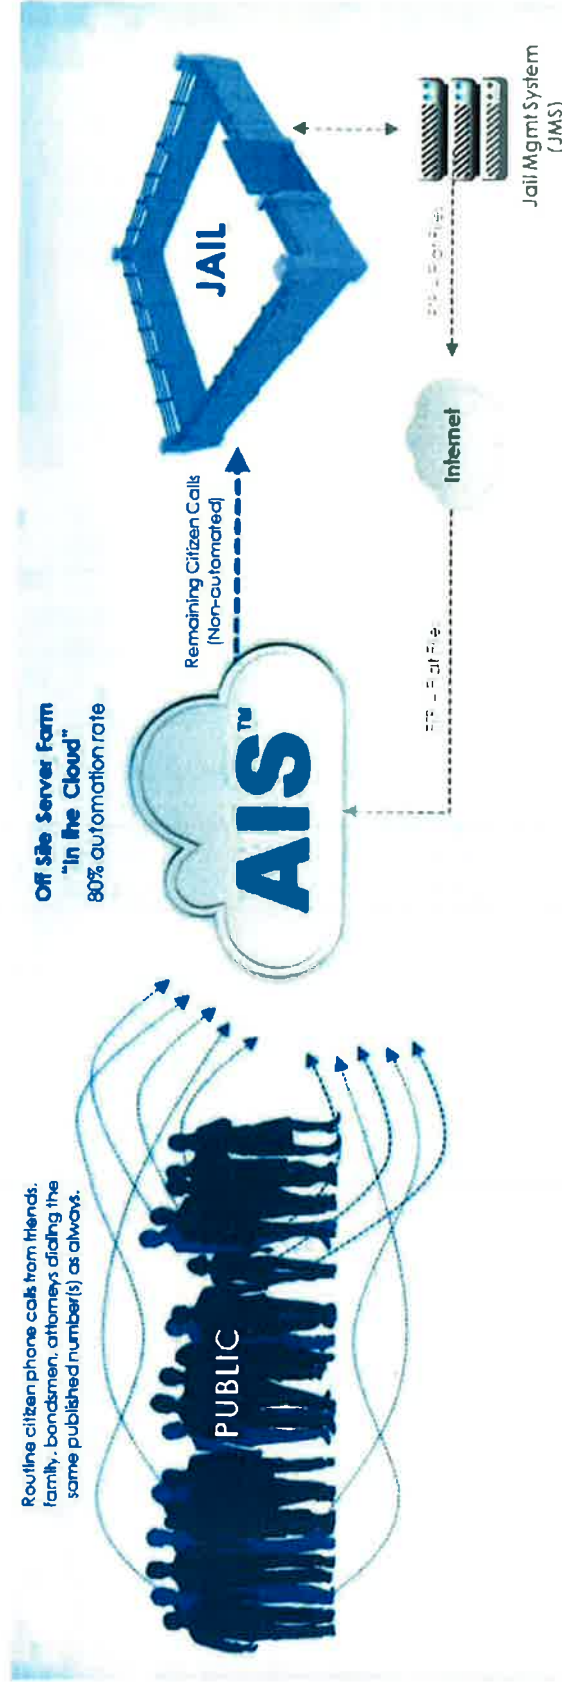 Routine citizen phone calls from friends,
family, bondsmen, attorneys dialing the
same published number(s) as always.
PUBLIC
Off Site Server Farm
"In the Cloud"
80% automation rate
AIS™
Remaining Citizen Calls
(Non-automated)
JAIL
Internet
Flat Files
Jail Mgmt System
(JMS)